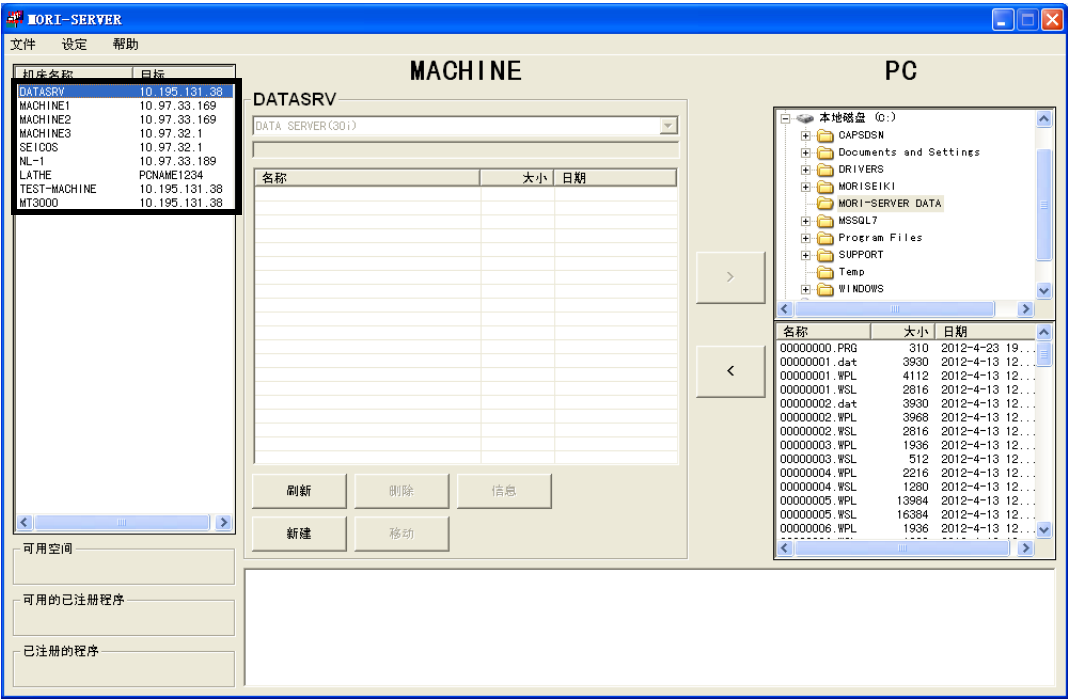 MORI-SERVER
文件 设定 帮助
机床名称 目标
DATASRV 10.195.131.38
MACHINE1 10.97.33.169
MACHINE2 10.97.33.169
MACHINE3 10.97.32.1
SEICOS 10.97.32.1
NL-1 10.97.33.189
LATHE PCNAME1234
TEST-MACHINE 10.195.131.38
MT3000 10.195.131.38
可用空间
可用的已注册程序
已注册的程序
MACHINE
DATASRV
DATA SERVER(30i)
名称 大小 日期
刷新 删除 信息
新建 移动
>
<
PC
本地磁盘 (C:)
CAPSDSN
Documents and Settings
DRIVERS
MORISEIKI
MORI-SERVER DATA
MSSQL7
Program Files
SUPPORT
Temp
WINDOWS
名称 大小 日期
00000000.PRG 310 2012-4-23 19...
00000001.dat 3930 2012-4-13 12...
00000001.WPL 4112 2012-4-13 12...
00000001.WSL 2816 2012-4-13 12...
00000002.dat 3930 2012-4-13 12...
00000002.WPL 3968 2012-4-13 12...
00000002.WSL 2816 2012-4-13 12...
00000003.WPL 1936 2012-4-13 12...
00000003.WSL 512 2012-4-13 12...
00000004.WPL 2216 2012-4-13 12...
00000004.WSL 1280 2012-4-13 12...
00000005.WPL 13984 2012-4-13 12...
00000005.WSL 16384 2012-4-13 12...
00000006.WPL 1936 2012-4-13 12...